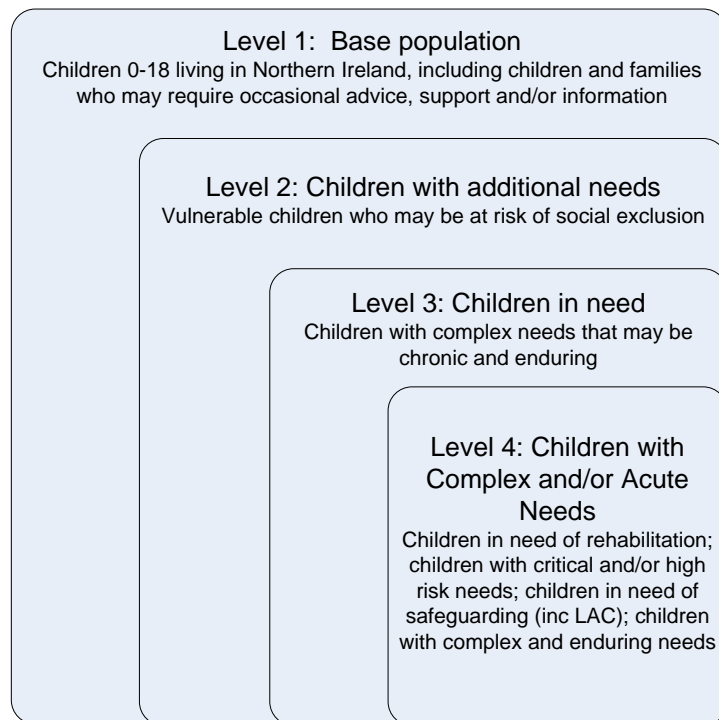 Level 1:  Base population
Children 0-18 living in Northern Ireland, including children and families
who may require occasional advice, support and/or information
Level 2: Children with additional needs
Vulnerable children who may be at risk of social exclusion
Level 3: Children in need
Children with complex needs that may be
chronic and enduring
Level 4: Children with
Complex and/or Acute
Needs
Children in need of rehabilitation;
children with critical and/or high
risk needs; children in need of
safeguarding (inc LAC); children
with complex and enduring needs